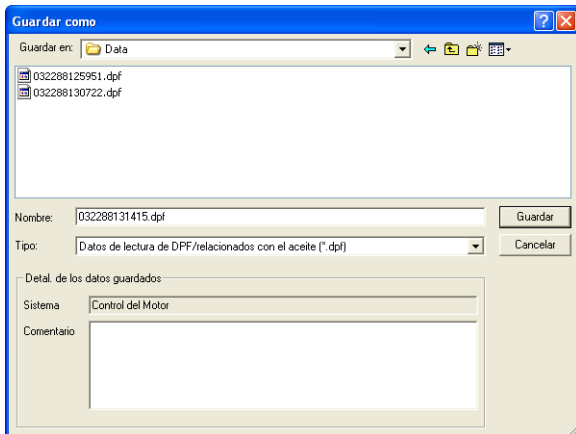 Guardar como
Guardar en: Data
032288125951.dpf
032288130722.dpf
Nombre: 032288131415.dpf Guardar
Tipo: Datos de lectura de DPF/relacionados con el aceite (*.dpf) Cancelar
Detal. de los datos guardados
Sistema Control del Motor
Comentario